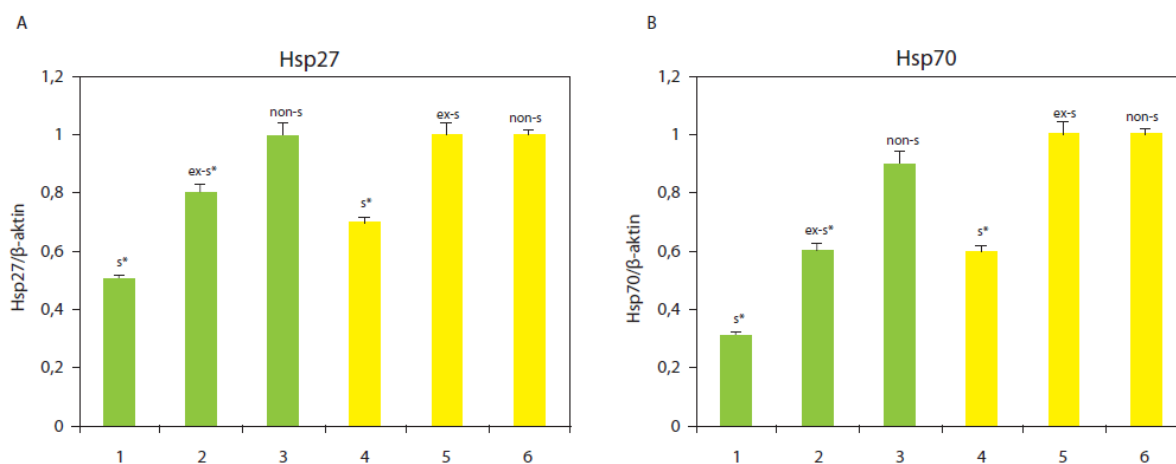 A
Hsp27
Hsp27/β-aktin
1,2
1
0,8
0,6
0,4
0,2
0
s*
ex-s*
non-s
s*
ex-s
non-s
1 2 3 4 5 6
B
Hsp70
Hsp70/β-aktin
1,2
1
0,8
0,6
0,4
0,2
0
s*
ex-s*
non-s
s*
ex-s
non-s
1 2 3 4 5 6